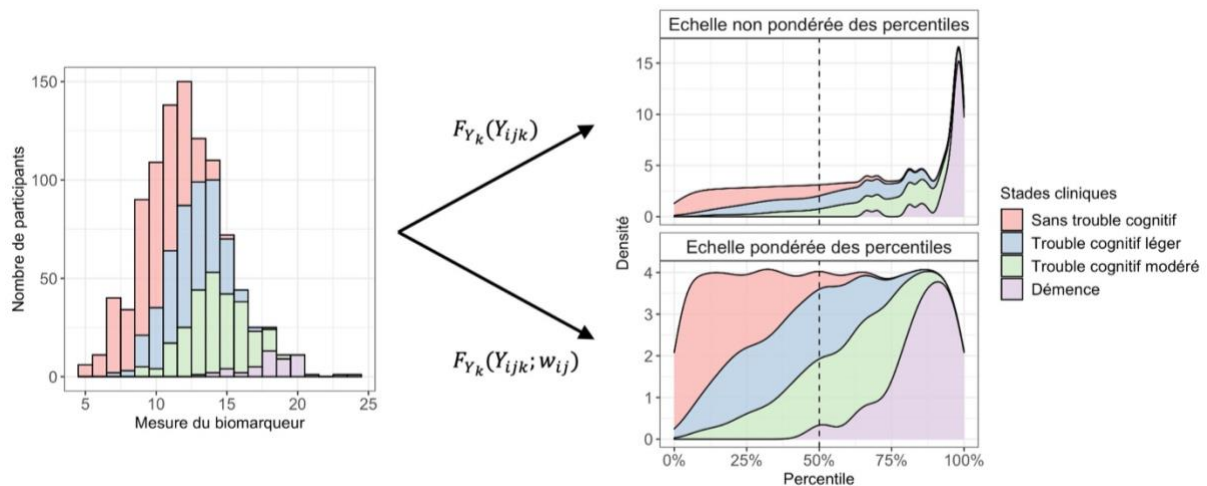 Nombre de participants
150
100
50
0
5 10 15 20 25
Mesure du biomarqueur
F_{Y_k}(Y_{ijk})
F_{Y_k}(Y_{ijk}; w_{ij})
Densité
Echelle non pondérée des percentiles
15
10
5
0
Echelle pondérée des percentiles
4
3
2
1
0
0% 25% 50% 75% 100%
Percentile
Stades cliniques
Sans trouble cognitif
Trouble cognitif léger
Trouble cognitif modéré
Démence